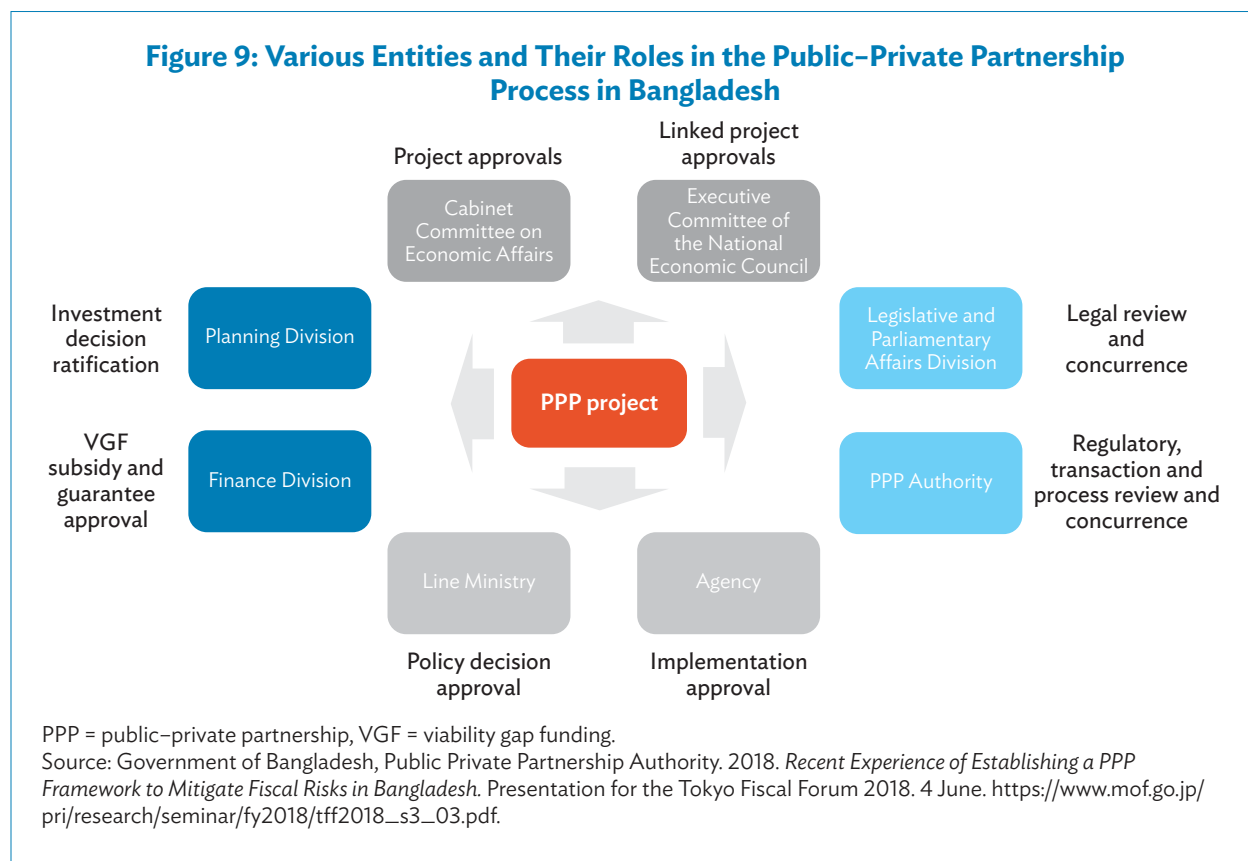 Figure 9: Various Entities and Their Roles in the Public–Private Partnership
Process in Bangladesh
Project approvals
Linked project
approvals
Cabinet
Committee on
Economic Affairs
Executive
Committee of
the National
Economic Council
Investment
decision
ratification
Planning Division
Legislative and
Parliamentary
Affairs Division
Legal review
and
concurrence
PPP project
VGF
subsidy and
guarantee
approval
Finance Division
PPP Authority
Regulatory,
transaction and
process review and
concurrence
Line Ministry
Agency
Policy decision
approval
Implementation
approval
PPP = public–private partnership, VGF = viability gap funding.
Source: Government of Bangladesh, Public Private Partnership Authority. 2018. Recent Experience of Establishing a PPP
Framework to Mitigate Fiscal Risks in Bangladesh. Presentation for the Tokyo Fiscal Forum 2018. 4 June. https://www.mof.go.jp/
pri/research/seminar/fy2018/tff2018_s3_03.pdf.